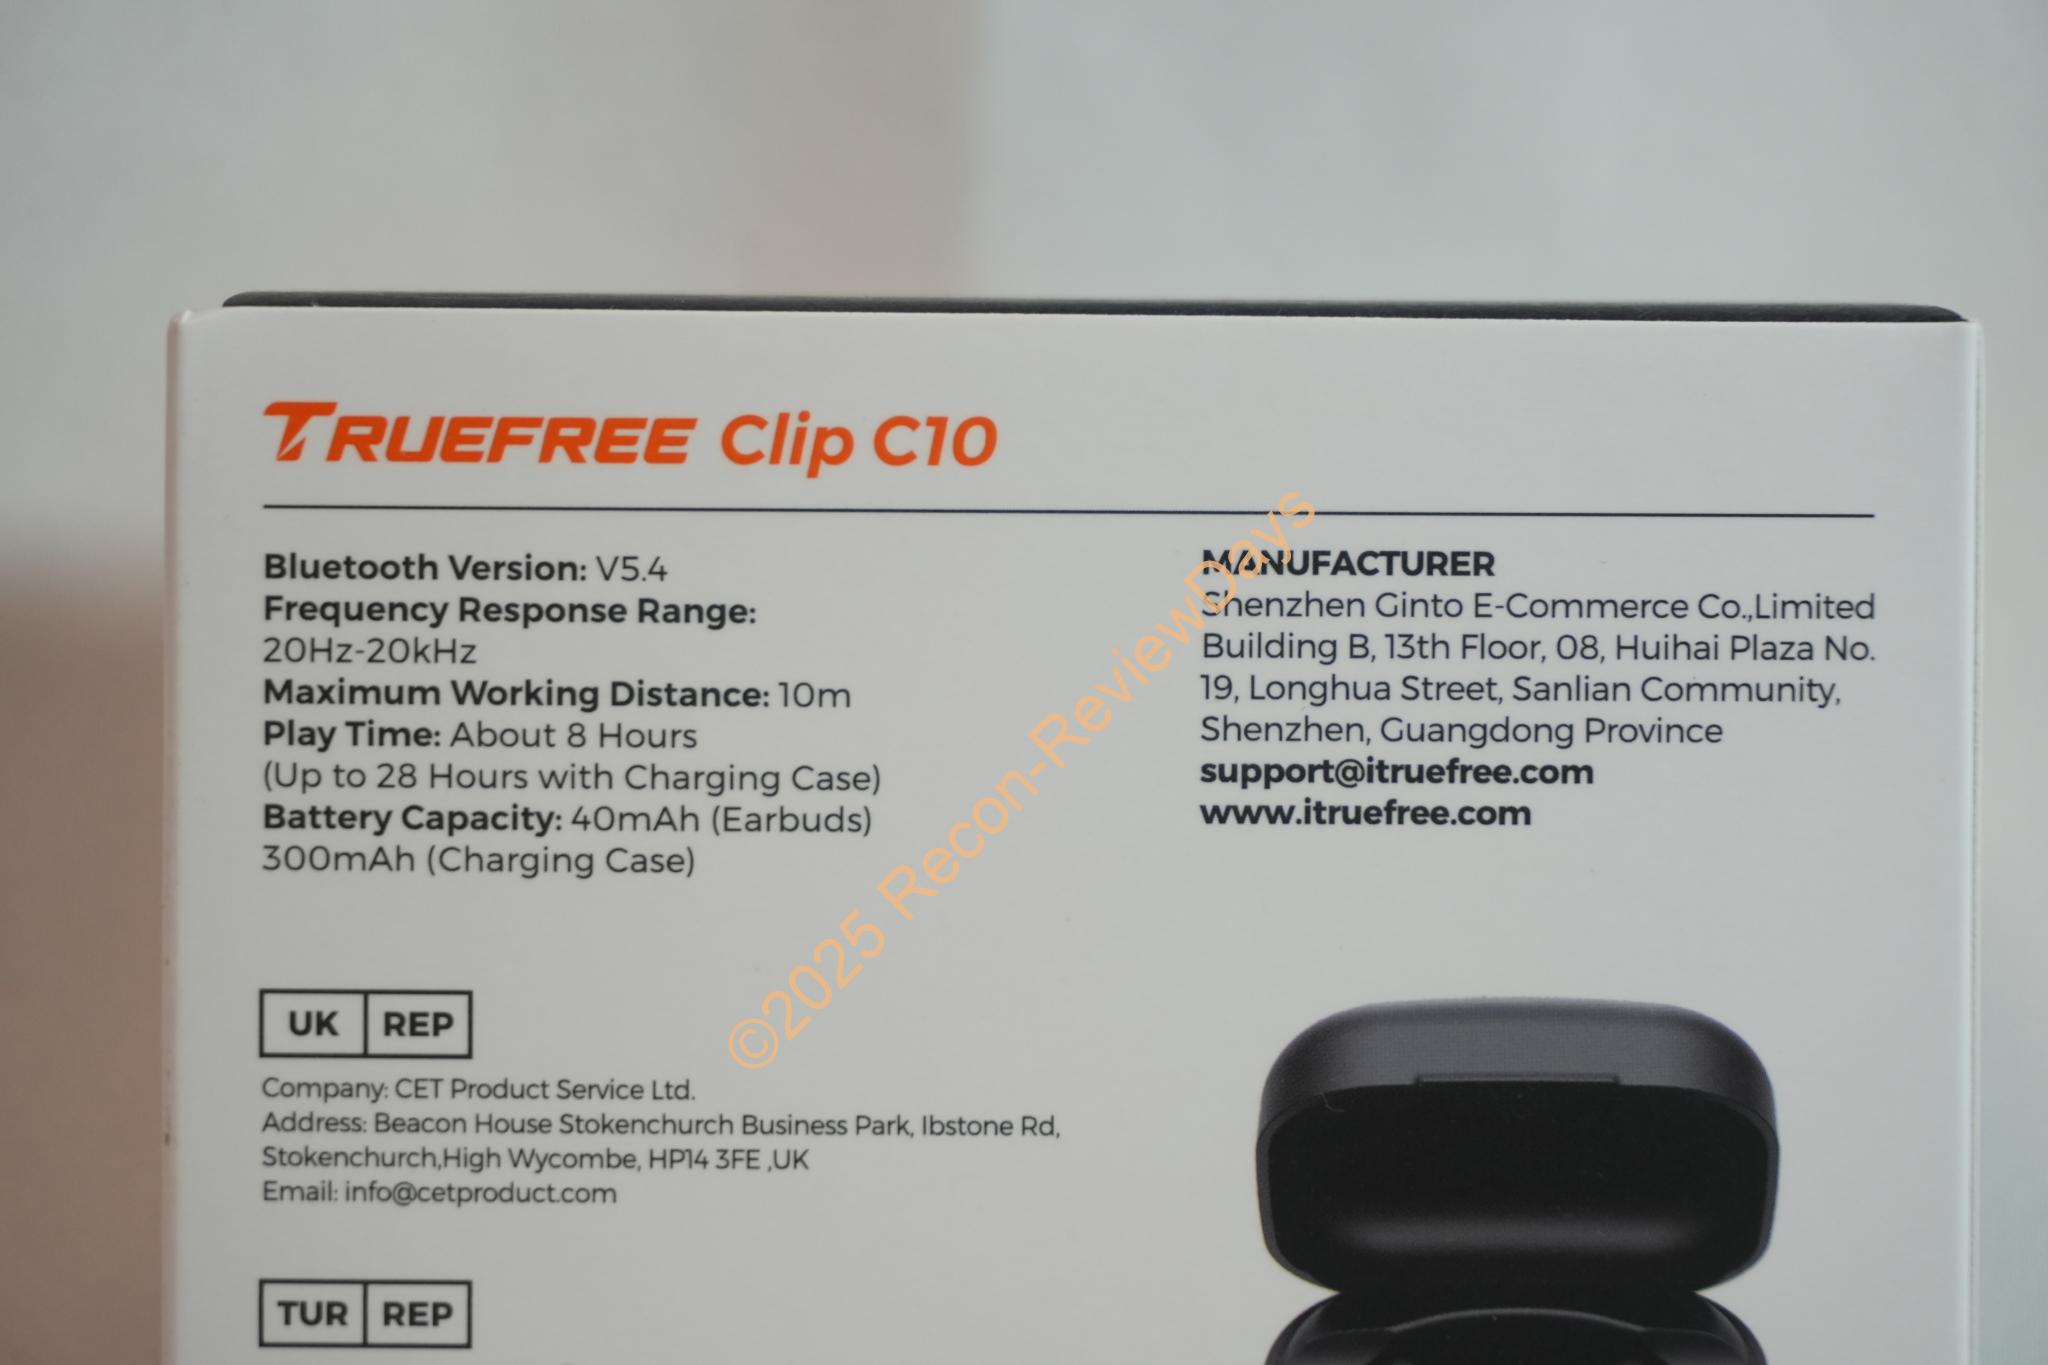 TRUEFREE Clip C10
Bluetooth Version: V5.4
Frequency Response Range:
20Hz-20kHz
Maximum Working Distance: 10m
Play Time: About 8 Hours
(Up to 28 Hours with Charging Case)
Battery Capacity: 40mAh (Earbuds)
300mAh (Charging Case)
MANUFACTURER
Shenzhen Ginto E-Commerce Co.,Limited
Building B, 13th Floor, 08, Huihai Plaza No.
19, Longhua Street, Sanlian Community,
Shenzhen, Guangdong Province
support@itruefree.com
www.itruefree.com
©2025 Recon-ReviewDays
UK REP
Company: CET Product Service Ltd.
Address: Beacon House Stokenchurch Business Park, Ibstone Rd,
Stokenchurch,High Wycombe, HP14 3FE ,UK
Email: info@cetproduct.com
TUR REP